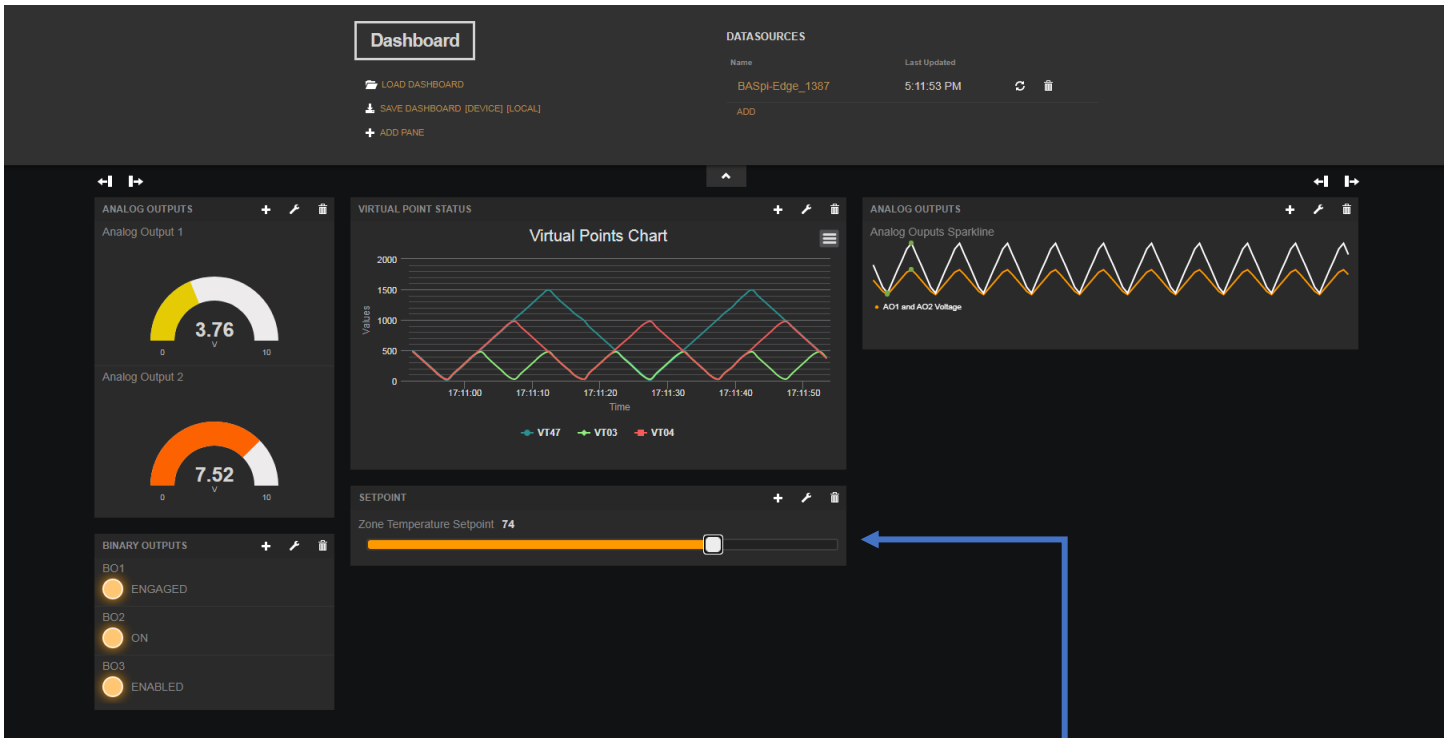 Dashboard
LOAD DASHBOARD
SAVE DASHBOARD [DEVICE] [LOCAL]
ADD PANE
DATASOURCES
Name Last Updated
BASpi-Edge_1387 5:11:53 PM
ADD
ANALOG OUTPUTS
Analog Output 1
3.76
V
0 10
Analog Output 2
7.52
V
0 10
BINARY OUTPUTS
BO1
ENGAGED
BO2
ON
BO3
ENABLED
VIRTUAL POINT STATUS
Virtual Points Chart
2000
1500
1000
500
0
Values
17:11:00 17:11:10 17:11:20 17:11:30 17:11:40 17:11:50
Time
VT47 VT03 VT04
SETPOINT
Zone Temperature Setpoint 74
ANALOG OUTPUTS
Analog Ouputs Sparkline
AO1 and AO2 Voltage